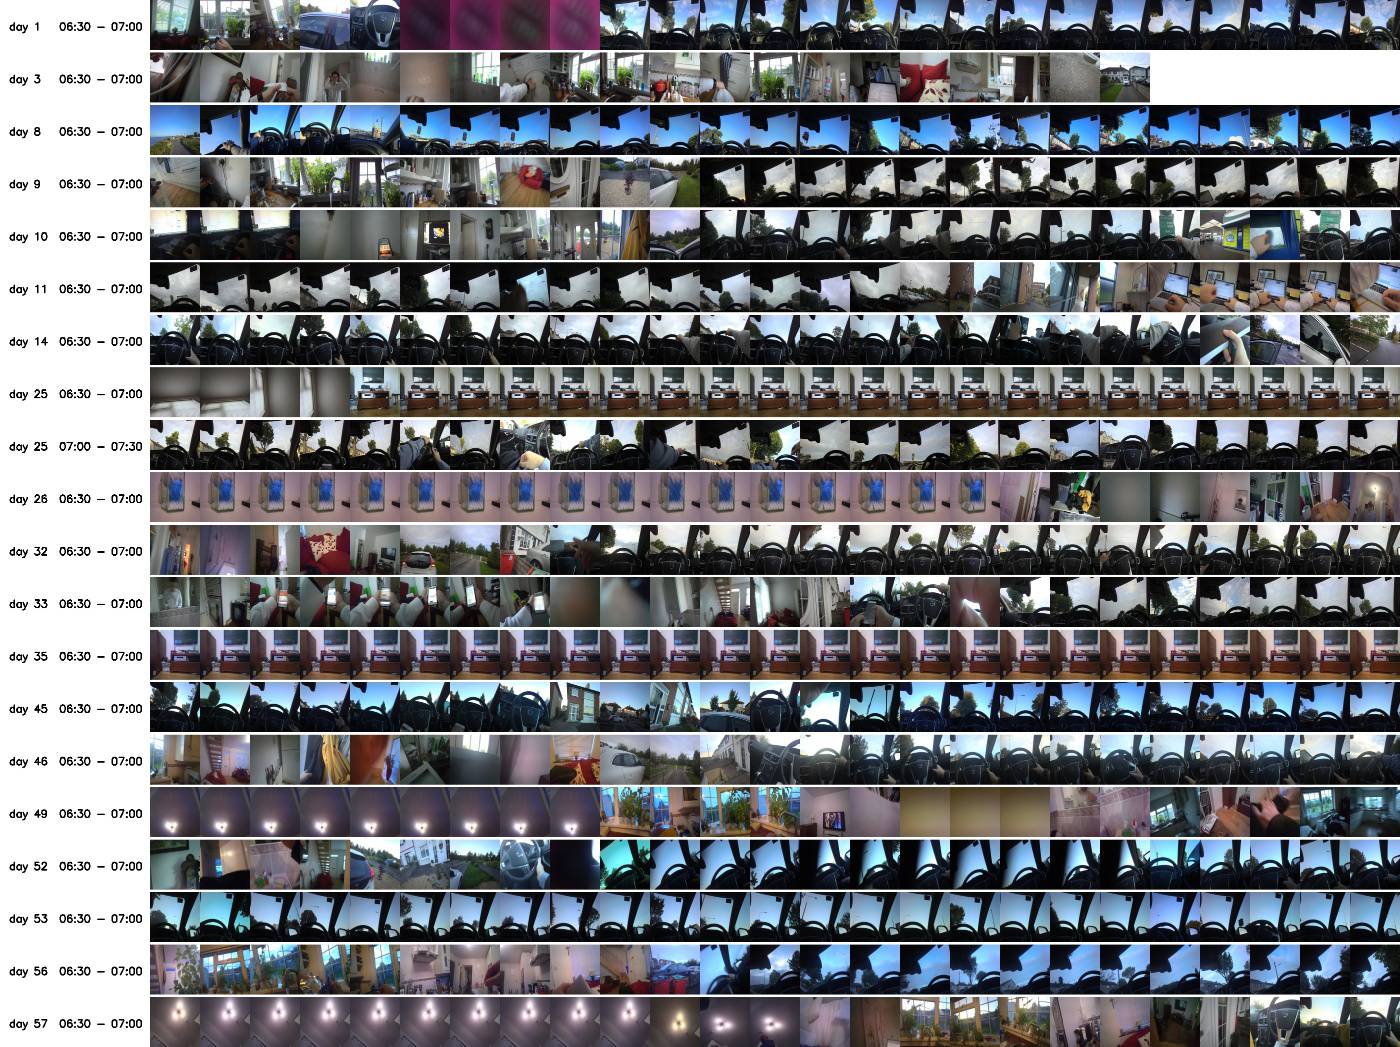 day 1 06:30 – 07:00
day 3 06:30 – 07:00
day 8 06:30 – 07:00
day 9 06:30 – 07:00
day 10 06:30 – 07:00
day 11 06:30 – 07:00
day 14 06:30 – 07:00
day 25 06:30 – 07:00
day 25 07:00 – 07:30
day 26 06:30 – 07:00
day 32 06:30 – 07:00
day 33 06:30 – 07:00
day 35 06:30 – 07:00
day 45 06:30 – 07:00
day 46 06:30 – 07:00
day 49 06:30 – 07:00
day 52 06:30 – 07:00
day 53 06:30 – 07:00
day 56 06:30 – 07:00
day 57 06:30 – 07:00